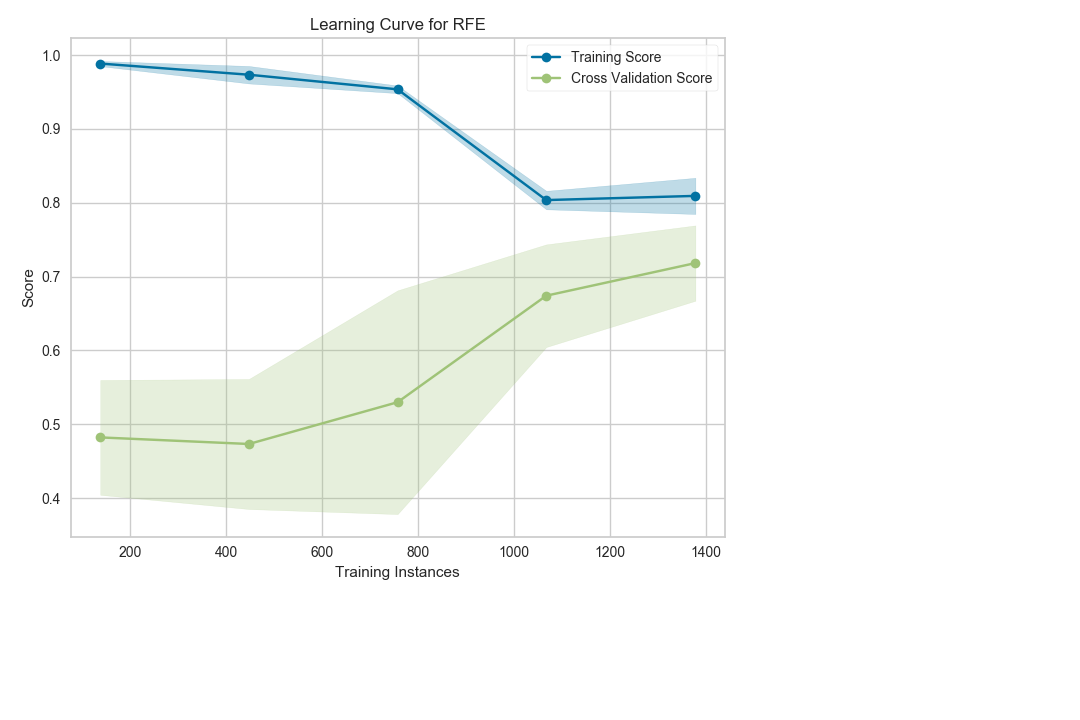 Learning Curve for RFE
Training Score
Cross Validation Score
1.0
0.9
0.8
0.7
0.6
0.5
0.4
Score
200 400 600 800 1000 1200 1400
Training Instances